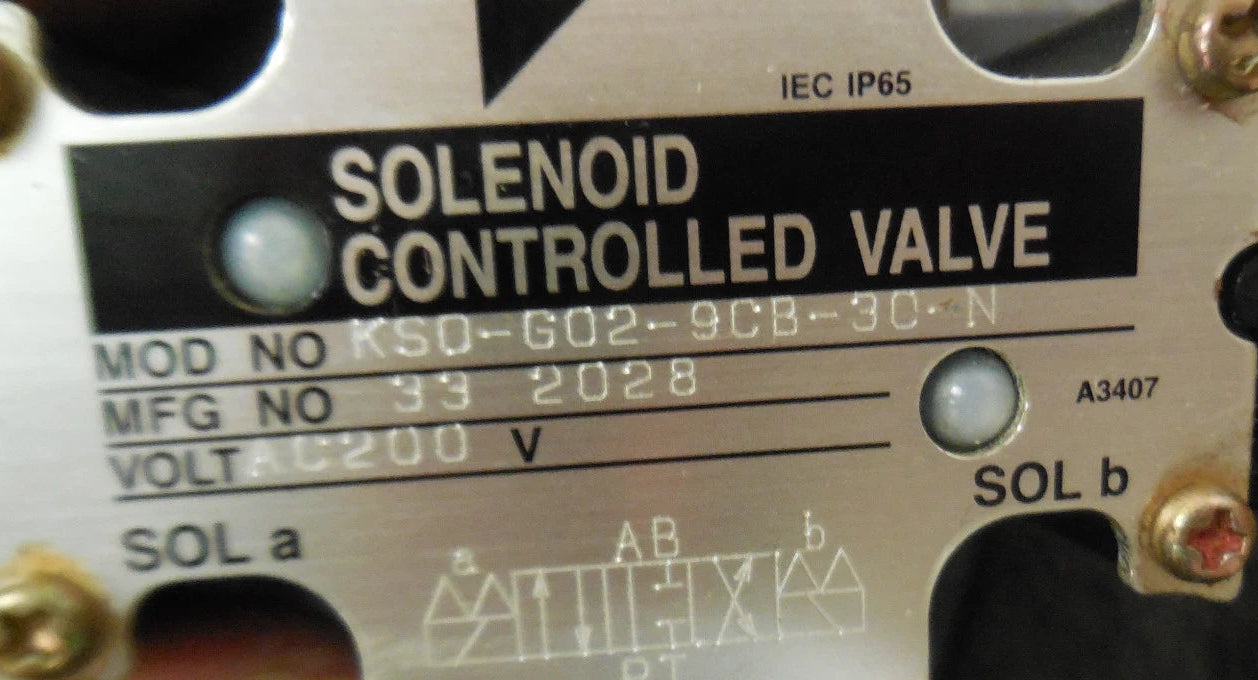 IEC IP65
SOLENOID
CONTROLLED VALVE
MOD NO KSO-G02-9CB-30-N
MFG NO 33 2028
VOLT AC200 V
A3407
SOL b
SOL a
a AB b
PT